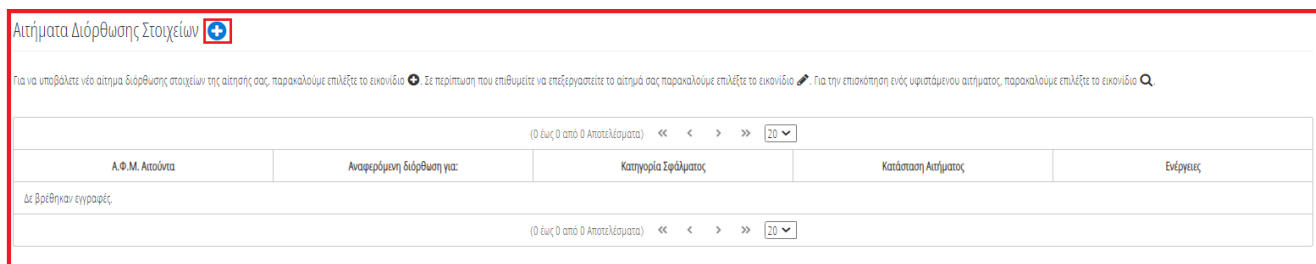 Αιτήματα Διόρθωσης Στοιχείων
Για να υποβάλετε νέο αίτημα διόρθωσης στοιχείων της αίτησής σας, παρακαλούμε επιλέξτε το εικονίδιο . Σε περίπτωση που επιθυμείτε να επεξεργαστείτε το αίτημά σας παρακαλούμε επιλέξτε το εικονίδιο . Για την επισκόπηση ενός υφιστάμενου αιτήματος, παρακαλούμε επιλέξτε το εικονίδιο .
(0 έως 0 από 0 Αποτελέσματα) « < > » 20
Α.Φ.Μ. Αιτούντα Αναφερόμενη διόρθωση για: Κατηγορία Σφάλματος Κατάσταση Αιτήματος Ενέργειες
Δε βρέθηκαν εγγραφές.
(0 έως 0 από 0 Αποτελέσματα) « < > » 20